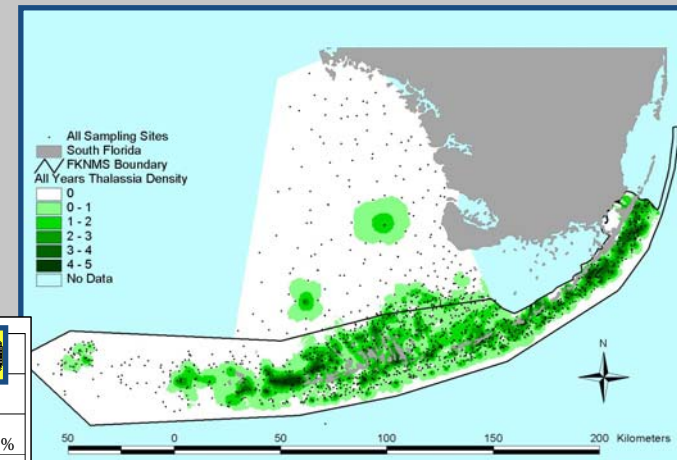 All Sampling Sites
South Florida
FKNMS Boundary
All Years Thalassia Density
0
0 - 1
1 - 2
2 - 3
3 - 4
4 - 5
No Data
N
%
50 0 50 100 150 200 Kilometers